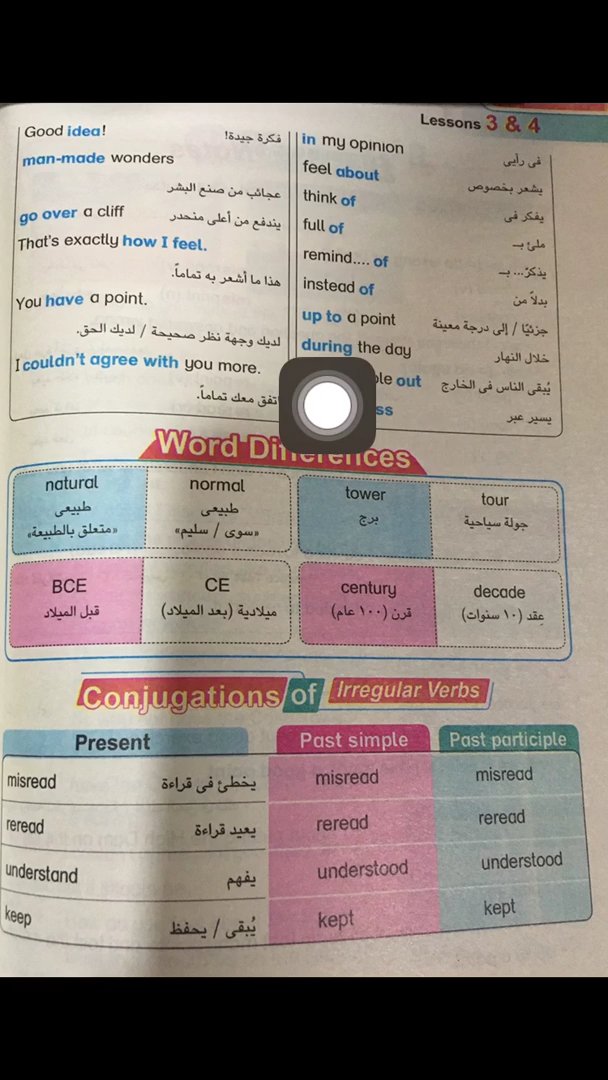 Lessons 3 & 4
Good idea! فكرة جيدة!
man-made wonders
عجائب من صنع البشر
go over a cliff يندفع من أعلى منحدر
That's exactly how I feel.
هذا ما أشعر به تماماً.
You have a point.
لديك وجهة نظر صحيحة / لديك الحق.
I couldn't agree with you more.
اتفق معك تماماً.
in my opinion فى رأيى
feel about يشعر بخصوص
think of يفكر فى
full of ملئ بــ
remind.... of يذكرّ... بــ
instead of بدلاً من
up to a point جزئيًا / إلى درجة معينة
during the day خلال النهار
out يُبقى الناس فى الخارج
يسير عبر
Word Differences
natural normal tower tour
طبيعى طبيعى برج جولة سياحية
«متعلق بالطبيعة» «سوى / سليم»
BCE CE century decade
قبل الميلاد ميلادية (بعد الميلاد) قرن (١٠٠ عام) عِقد (١٠ سنوات)
Conjugations of Irregular Verbs
Present Past simple Past participle
misread يخطئ فى قراءة misread misread
reread يعيد قراءة reread reread
understand يفهم understood understood
keep يُبقى / يحفظ kept kept